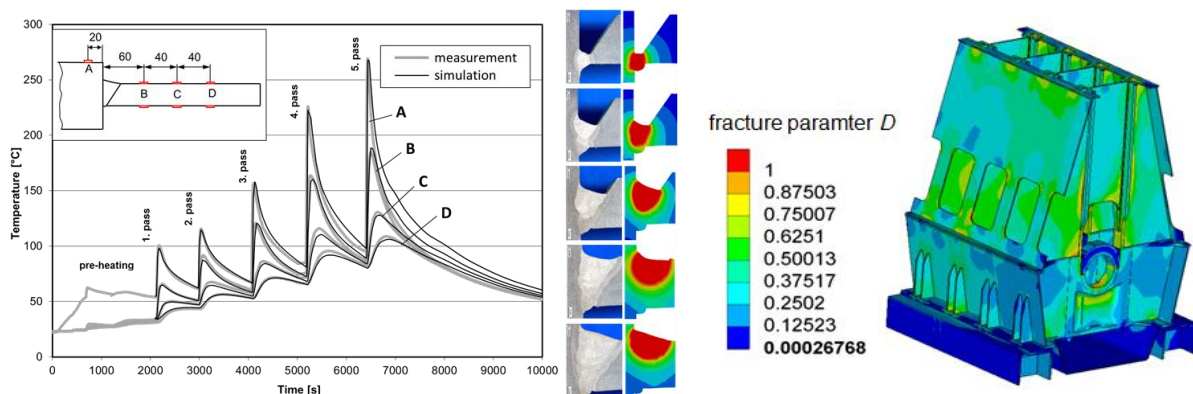 300
250
200
150
100
50
0
Temperature [°C]
0 1000 2000 3000 4000 5000 6000 7000 8000 9000 10000
Time [s]
20
60 40 40
A
B C D
measurement
simulation
pre-heating
1. pass
2. pass
3. pass
4. pass
5. pass
A
B
C
D
fracture paramter D
1
0.87503
0.75007
0.6251
0.50013
0.37517
0.2502
0.12523
0.00026768